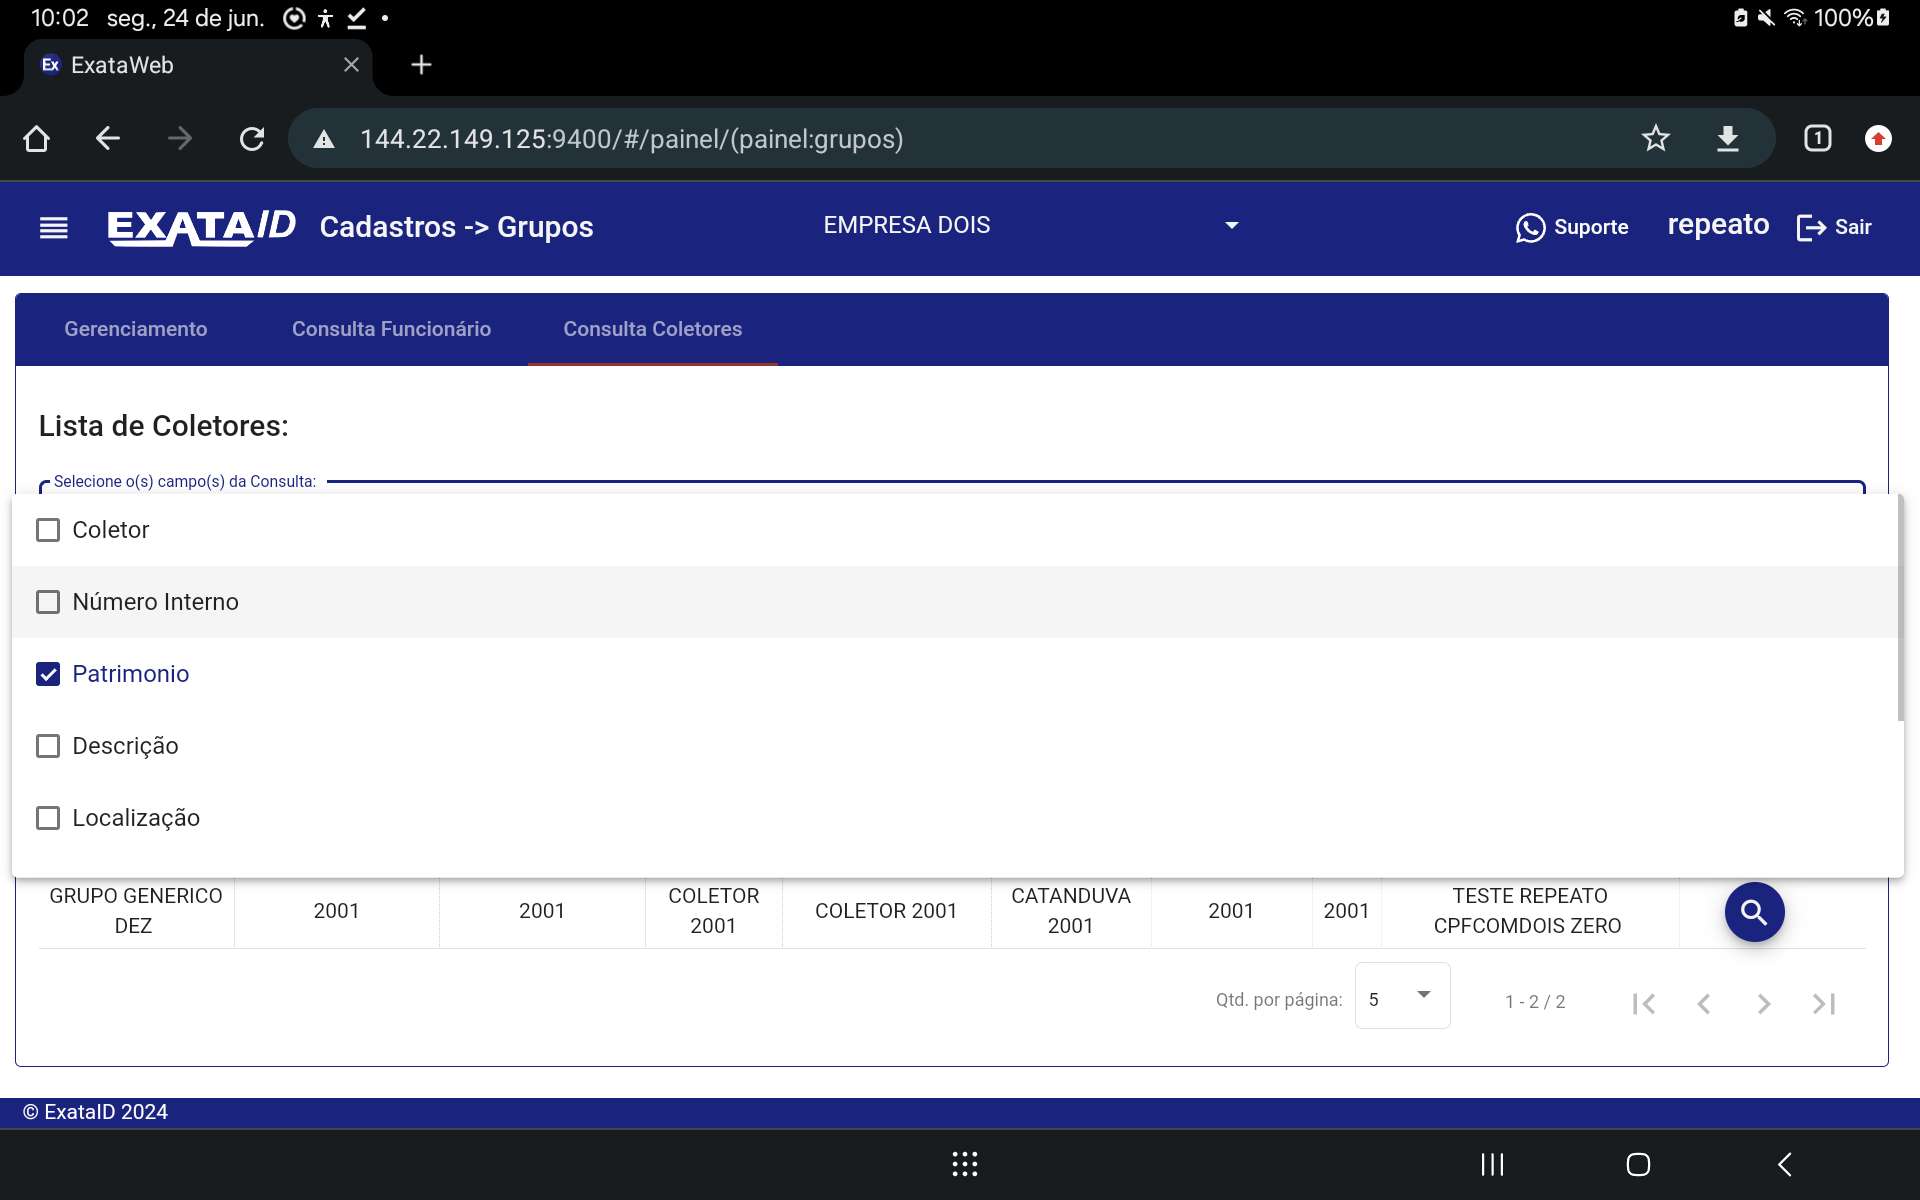 10:02 seg., 24 de jun. 100%
Ex ExataWeb
144.22.149.125:9400/#/painel/(painel:grupos) 1
EXATAID Cadastros -> Grupos EMPRESA DOIS Suporte repeato Sair
Gerenciamento Consulta Funcionário Consulta Coletores
Lista de Coletores:
Selecione o(s) campo(s) da Consulta:
Coletor
Número Interno
Patrimonio
Descrição
Localização
GRUPO GENERICO COLETOR CATANDUVA TESTE REPEATO
2001 2001 COLETOR 2001 2001 2001
DEZ 2001 2001 CPFCOMDOIS ZERO
Qtd. por página: 5 1 - 2 / 2
© ExataID 2024